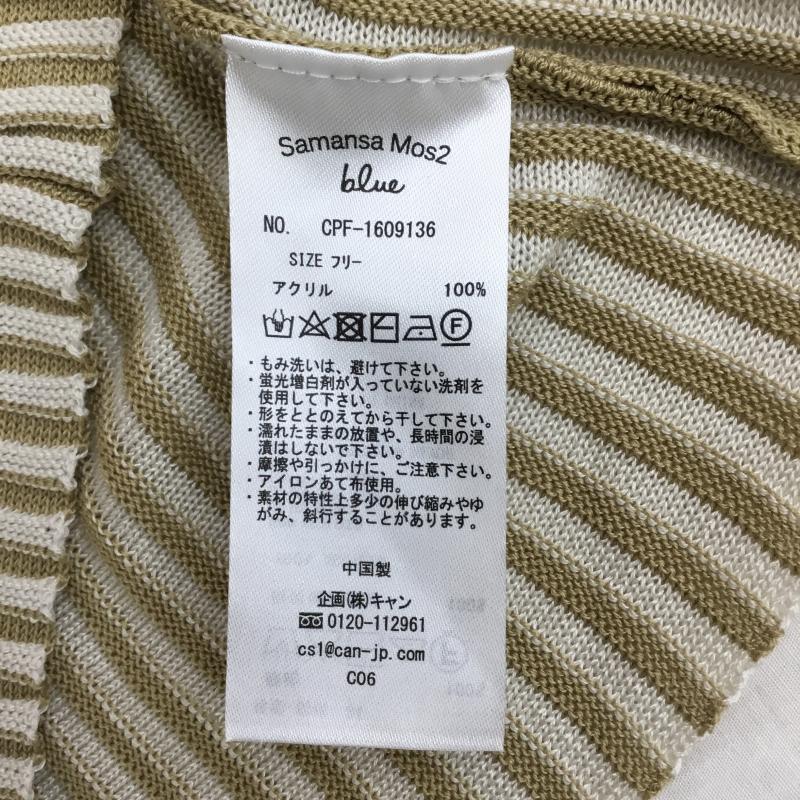 Samansa Mos2
blue
NO. CPF-1609136
SIZE フリー
アクリル 100%
F
・もみ洗いは、避けて下さい。
・蛍光増白剤が入っていない洗剤を
使用して下さい。
・形をととのえてから干して下さい。
・濡れたままの放置や、長時間の浸
漬はしないで下さい。
・摩擦や引っかけに、ご注意下さい。
・アイロンあて布使用。
・素材の特性上多少の伸び縮みやゆ
がみ、斜行することがあります。
中国製
企画(株)キャン
0120-112961
cs1@can-jp.com
C06